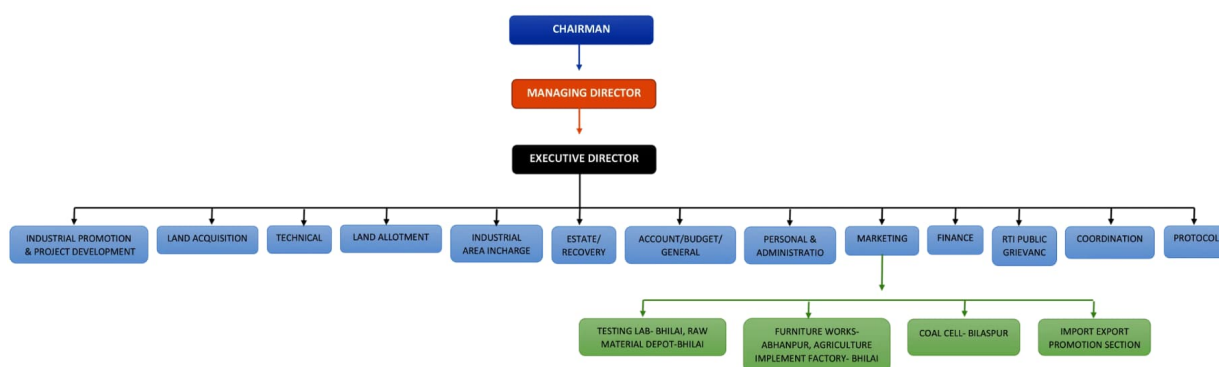 CHAIRMAN
MANAGING DIRECTOR
EXECUTIVE DIRECTOR
INDUSTRIAL PROMOTION
& PROJECT DEVELOPMENT
LAND ACQUISITION
TECHNICAL
LAND ALLOTMENT
INDUSTRIAL
AREA INCHARGE
ESTATE/
RECOVERY
ACCOUNT/BUDGET/
GENERAL
PERSONAL &
ADMINISTRATIO
MARKETING
FINANCE
RTI PUBLIC
GRIEVANC
COORDINATION
PROTOCOL
TESTING LAB- BHILAI, RAW
MATERIAL DEPOT-BHILAI
FURNITURE WORKS-
ABHANPUR, AGRICULTURE
IMPLEMENT FACTORY- BHILAI
COAL CELL- BILASPUR
IMPORT EXPORT
PROMOTION SECTION